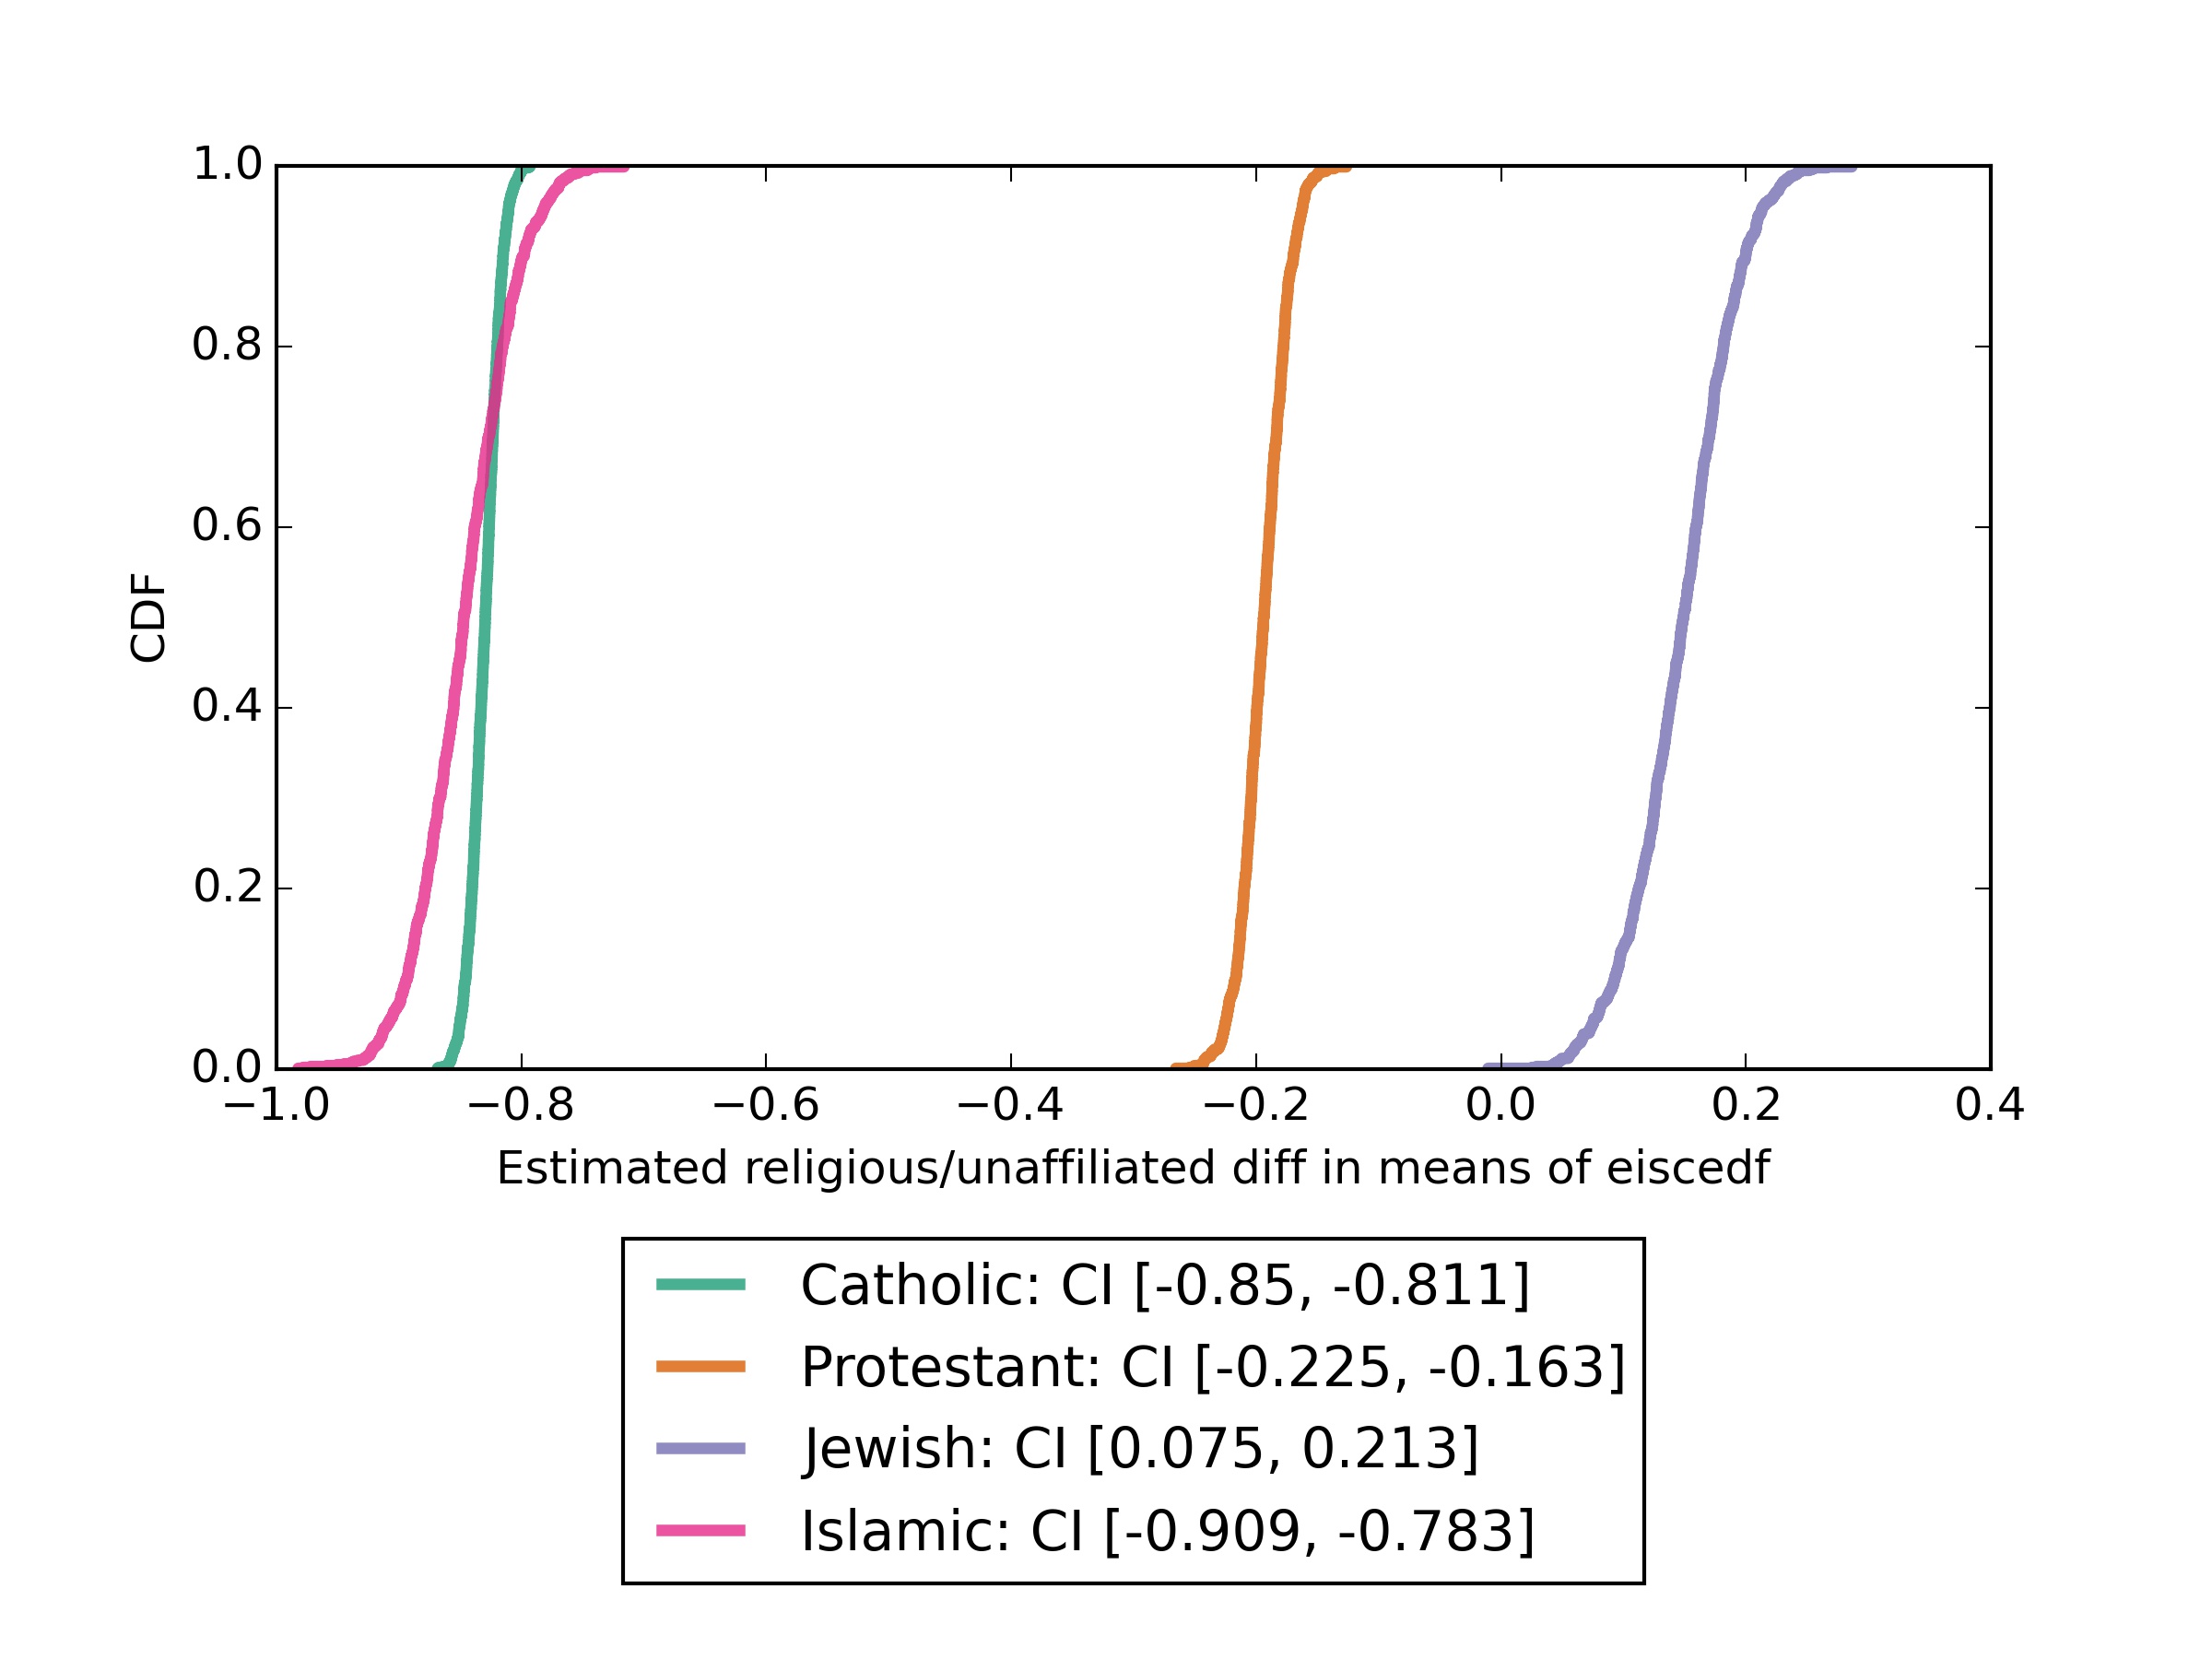 1.0
0.8
0.6
0.4
0.2
0.0
CDF
−1.0 −0.8 −0.6 −0.4 −0.2 0.0 0.2 0.4
Estimated religious/unaffiliated diff in means of eiscedf
Catholic: CI [-0.85, -0.811]
Protestant: CI [-0.225, -0.163]
Jewish: CI [0.075, 0.213]
Islamic: CI [-0.909, -0.783]